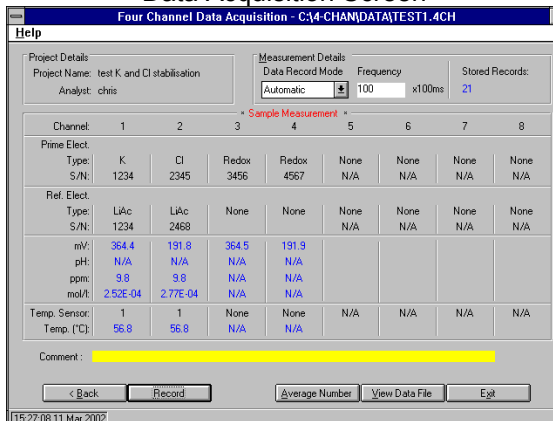 Data Acquisition Screen
Four Channel Data Acquisition - C:\4-CHAN\DATA\TEST1.4CH
Help
Project Details
Project Name: test K and Cl stabilisation
Analyst: chris
Measurement Details
Data Record Mode Frequency Stored Records:
Automatic 100 x100ms 21
* Sample Measurement *
Channel: 1 2 3 4 5 6 7 8
Prime Elect.
Type: K Cl Redox Redox None None None None
S/N: 1234 2345 3456 4567 N/A N/A N/A N/A
Ref. Elect.
Type: LiAc LiAc None None None None None None
S/N: 1234 2468 N/A N/A N/A N/A
mV: 364.4 191.8 364.5 191.9
pH: N/A N/A N/A N/A
ppm: 9.8 9.8 N/A N/A
mol/l: 2.52E-04 2.77E-04 N/A N/A
Temp. Sensor: 1 1 None None N/A N/A N/A N/A
Temp. (°C): 56.8 56.8 N/A N/A
Comment :
< Back Record Average Number View Data File Exit
15:27:08 11 Mar 2002